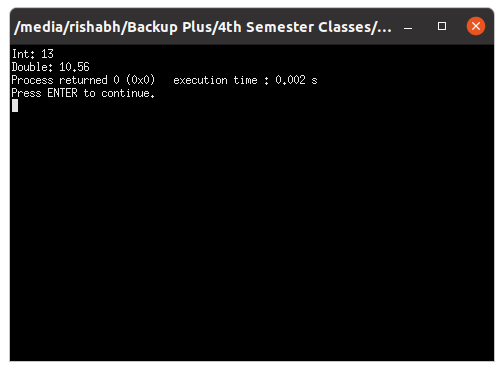 /media/rishabh/Backup Plus/4th Semester Classes/...
Int: 13
Double: 10.56
Process returned 0 (0x0)   execution time : 0.002 s
Press ENTER to continue.